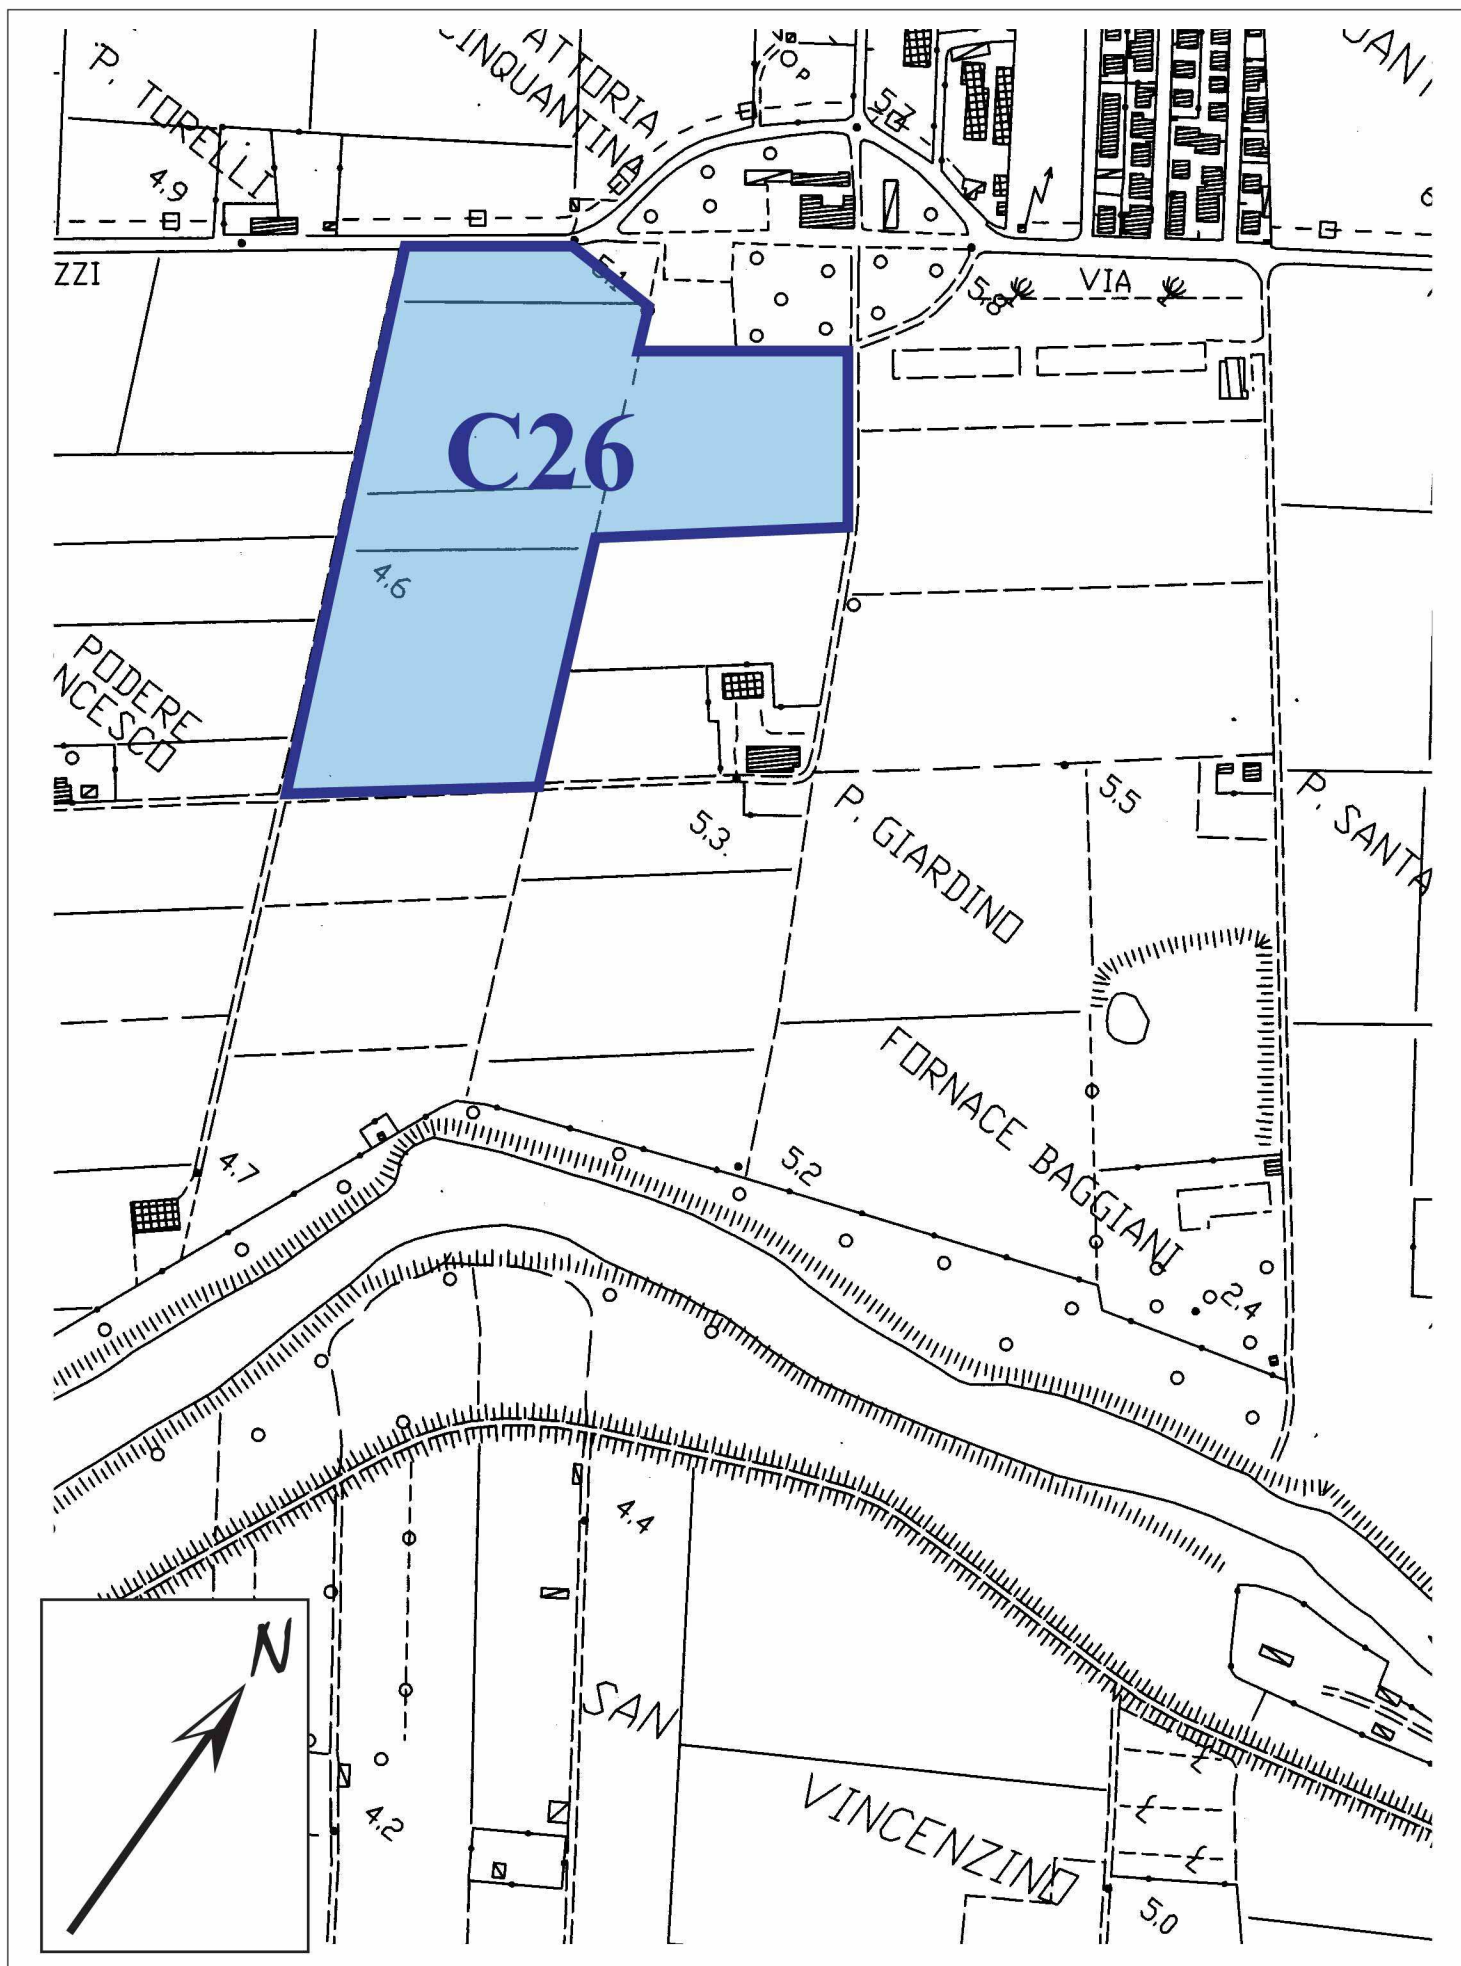 P. TORELLI
ATTORIA
CINQUANTINA
P
5.7
4.9
ZZI
5.1
5.8
VIA
C26
4.6
PODERE
NCESCO
5.3.
P. GIARDINO
5.5
P. SANTA
FORNACE BAGGIANI
4.7
5.2
2.4
4.4
N
SAN
4.2
VINCENZINO
5.0